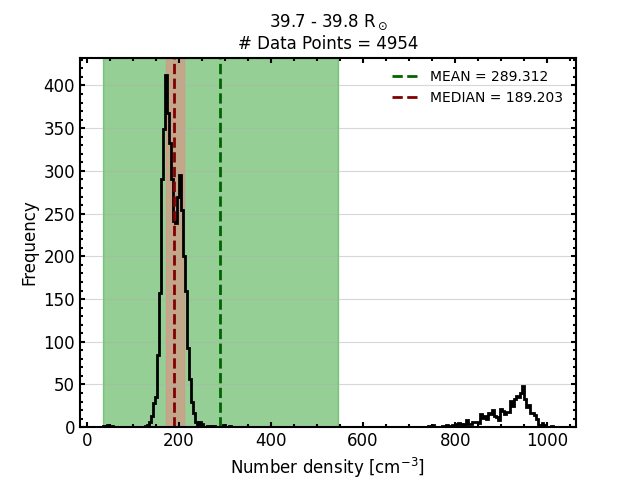 39.7 - 39.8 R⊙
# Data Points = 4954
MEAN = 289.312
MEDIAN = 189.203
Frequency
400
350
300
250
200
150
100
50
0
0 200 400 600 800 1000
Number density [cm⁻³]